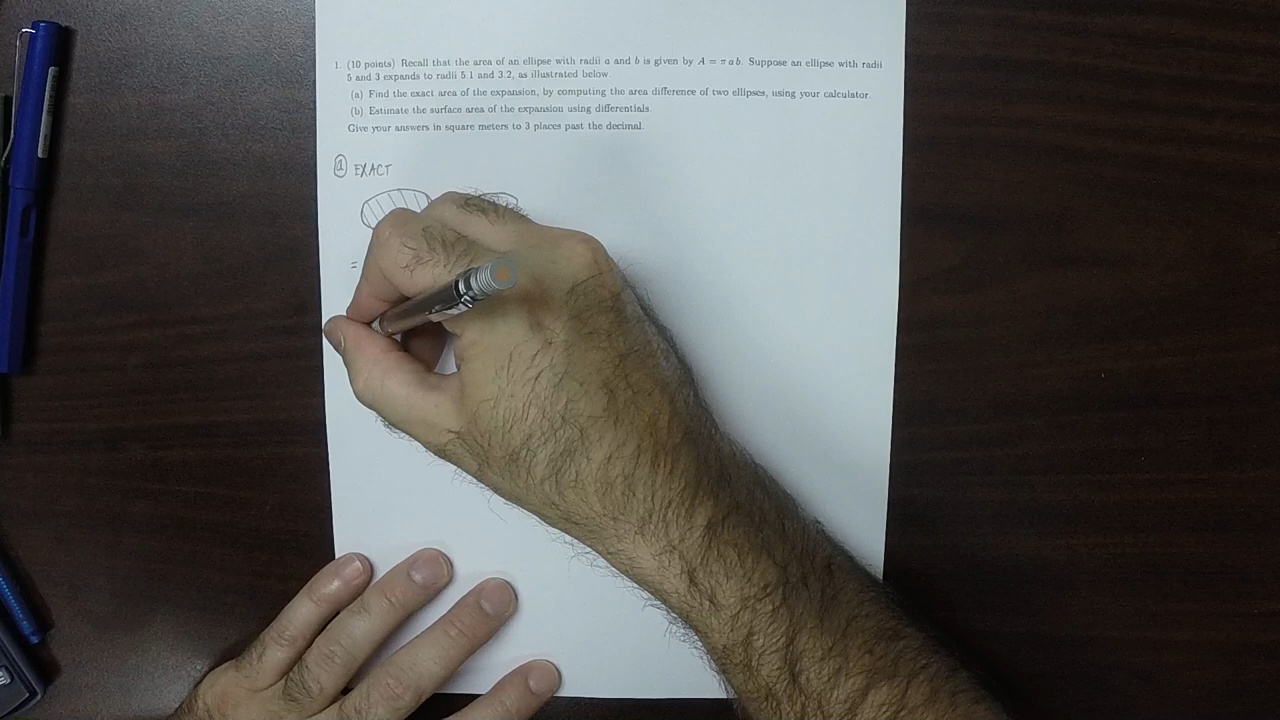 1. (10 points) Recall that the area of an ellipse with radii a and b is given by A = π a b. Suppose an ellipse with radii
5 and 3 expands to radii 5.1 and 3.2, as illustrated below.
(a) Find the exact area of the expansion, by computing the area difference of two ellipses, using your calculator.
(b) Estimate the surface area of the expansion using differentials.
Give your answers in square meters to 3 places past the decimal.
ⓐ EXACT
=